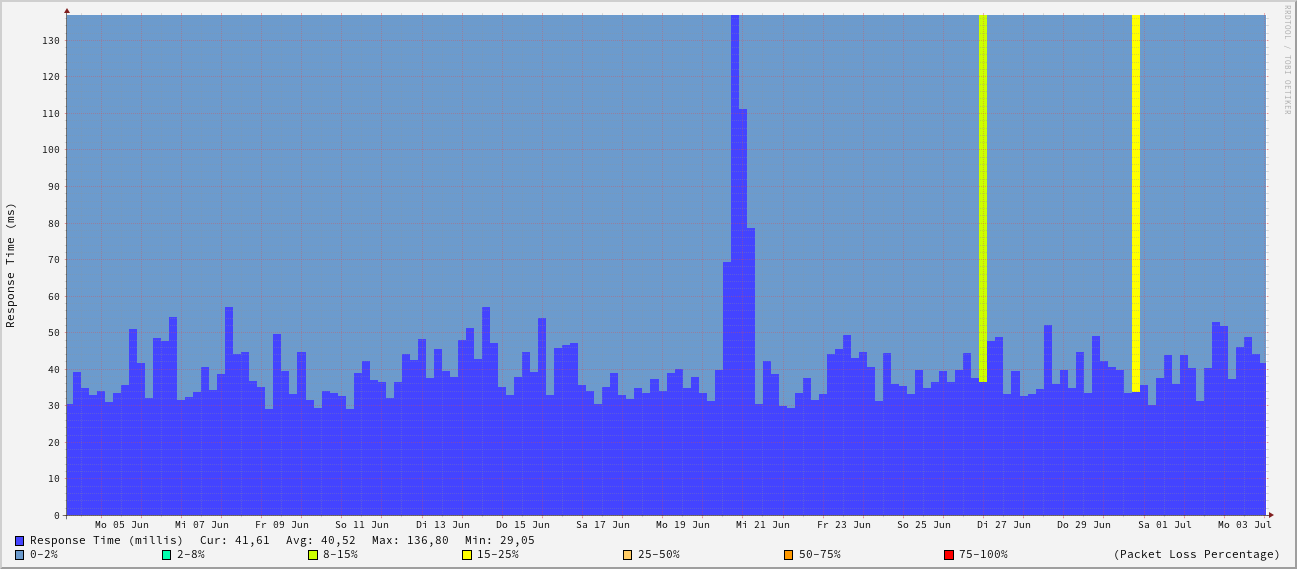 RRDTOOL / TOBI OETIKER
Response Time (ms)
130
120
110
100
90
80
70
60
50
40
30
20
10
0
Mo 05 Jun Mi 07 Jun Fr 09 Jun So 11 Jun Di 13 Jun Do 15 Jun Sa 17 Jun Mo 19 Jun Mi 21 Jun Fr 23 Jun So 25 Jun Di 27 Jun Do 29 Jun Sa 01 Jul Mo 03 Jul
Response Time (millis) Cur: 41,61 Avg: 40,52 Max: 136,80 Min: 29,05
0-2% 2-8% 8-15% 15-25% 25-50% 50-75% 75-100% (Packet Loss Percentage)